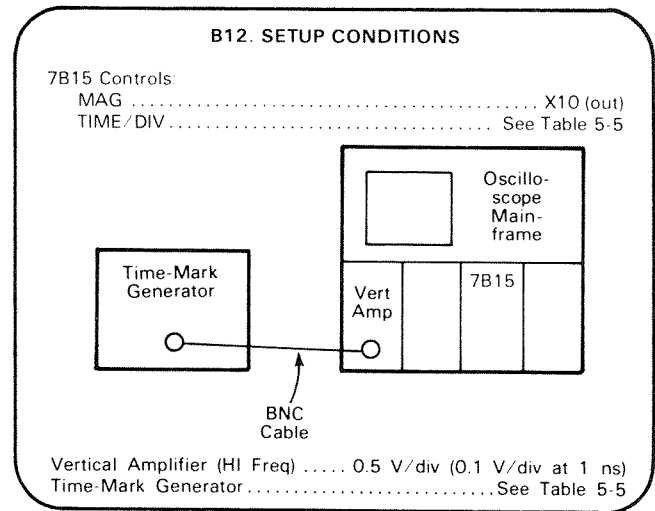 B12. SETUP CONDITIONS
7B15 Controls:
MAG ............................................ X10 (out)
TIME/DIV .................................... See Table 5-5
Oscillo-
scope
Main-
frame
Time-Mark
Generator
Vert
Amp
7B15
BNC
Cable
Vertical Amplifier (HI Freq) ..... 0.5 V/div (0.1 V/div at 1 ns)
Time-Mark Generator ........................... See Table 5-5